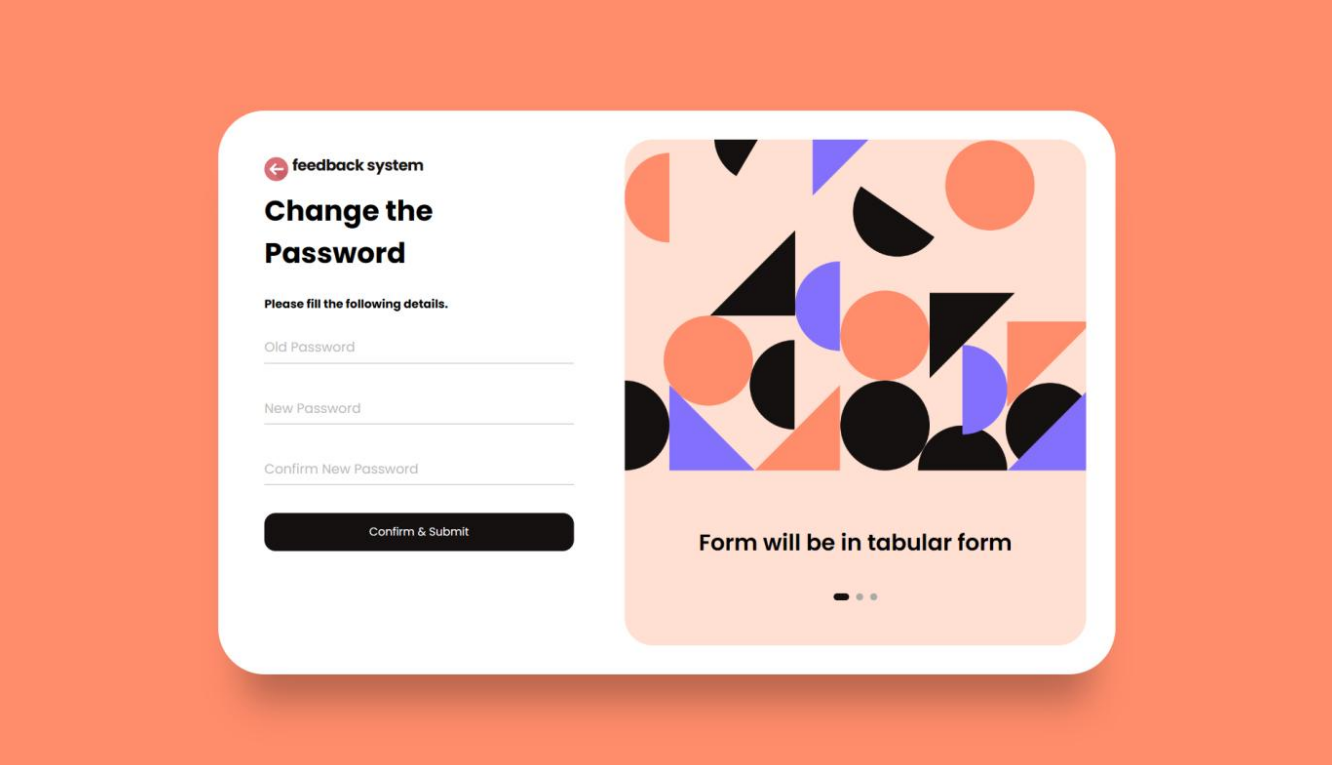 feedback system
Change the
Password
Please fill the following details.
Old Password
New Password
Confirm New Password
Confirm & Submit
Form will be in tabular form